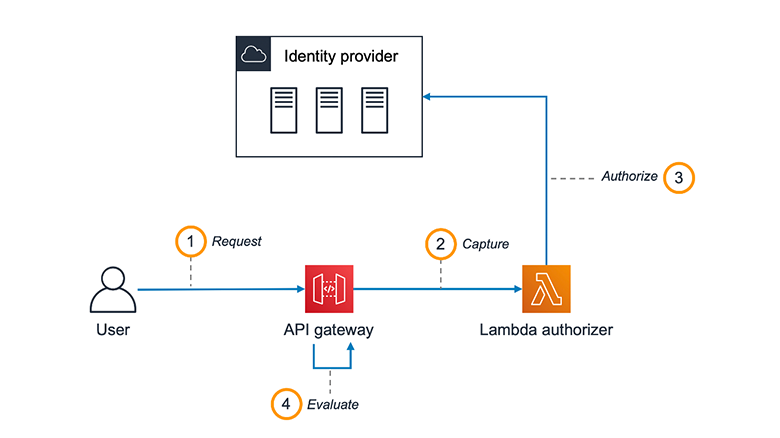 Identity provider
Authorize 3
1 Request
2 Capture
User
API gateway
Lambda authorizer
4 Evaluate